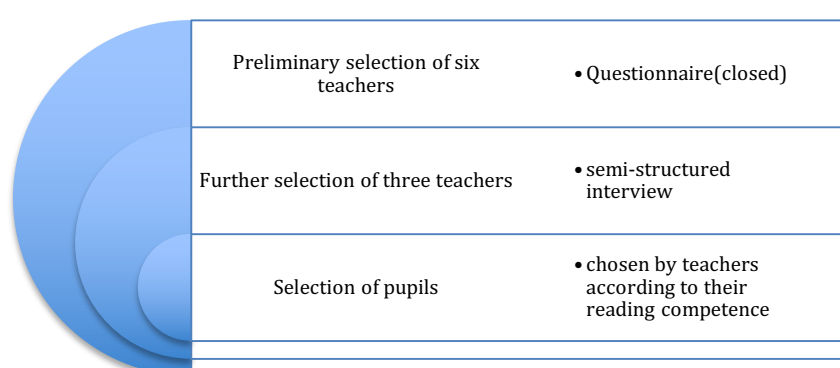 Preliminary selection of six
teachers
• Questionnaire(closed)
Further selection of three teachers
• semi-structured
interview
Selection of pupils
• chosen by teachers
according to their
reading competence